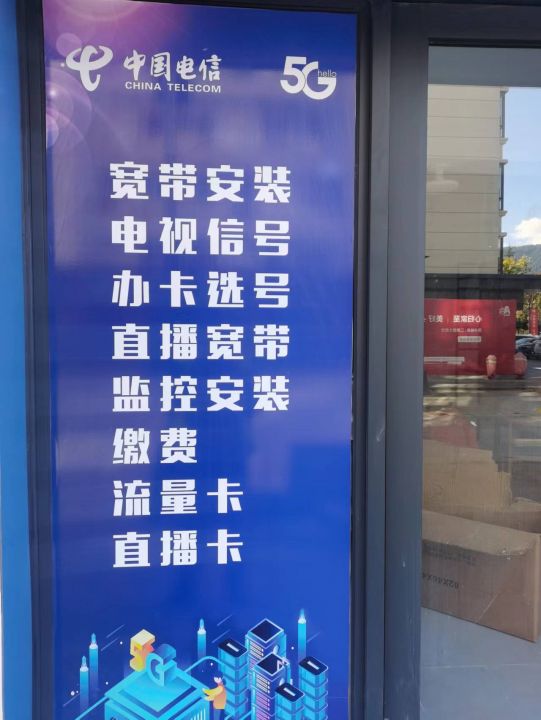 中国电信
CHINA TELECOM
5G
hello
宽带安装
电视信号
办卡选号
直播宽带
监控安装
缴费
流量卡
直播卡